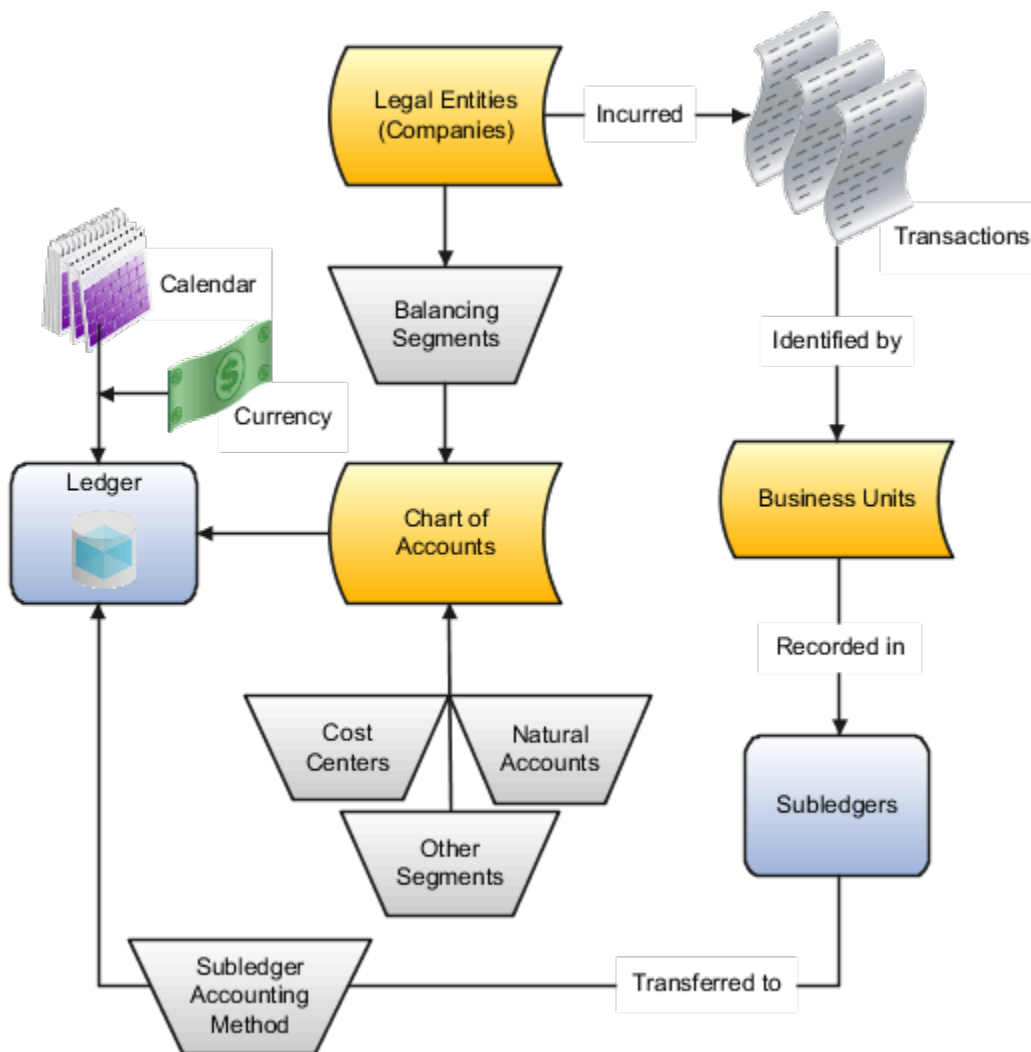 Legal Entities
(Companies)
Incurred
Transactions
Calendar
Balancing
Segments
Identified by
Currency
Ledger
Chart of
Accounts
Business Units
Recorded in
Cost
Centers
Natural
Accounts
Subledgers
Other
Segments
Subledger
Accounting
Method
Transferred to